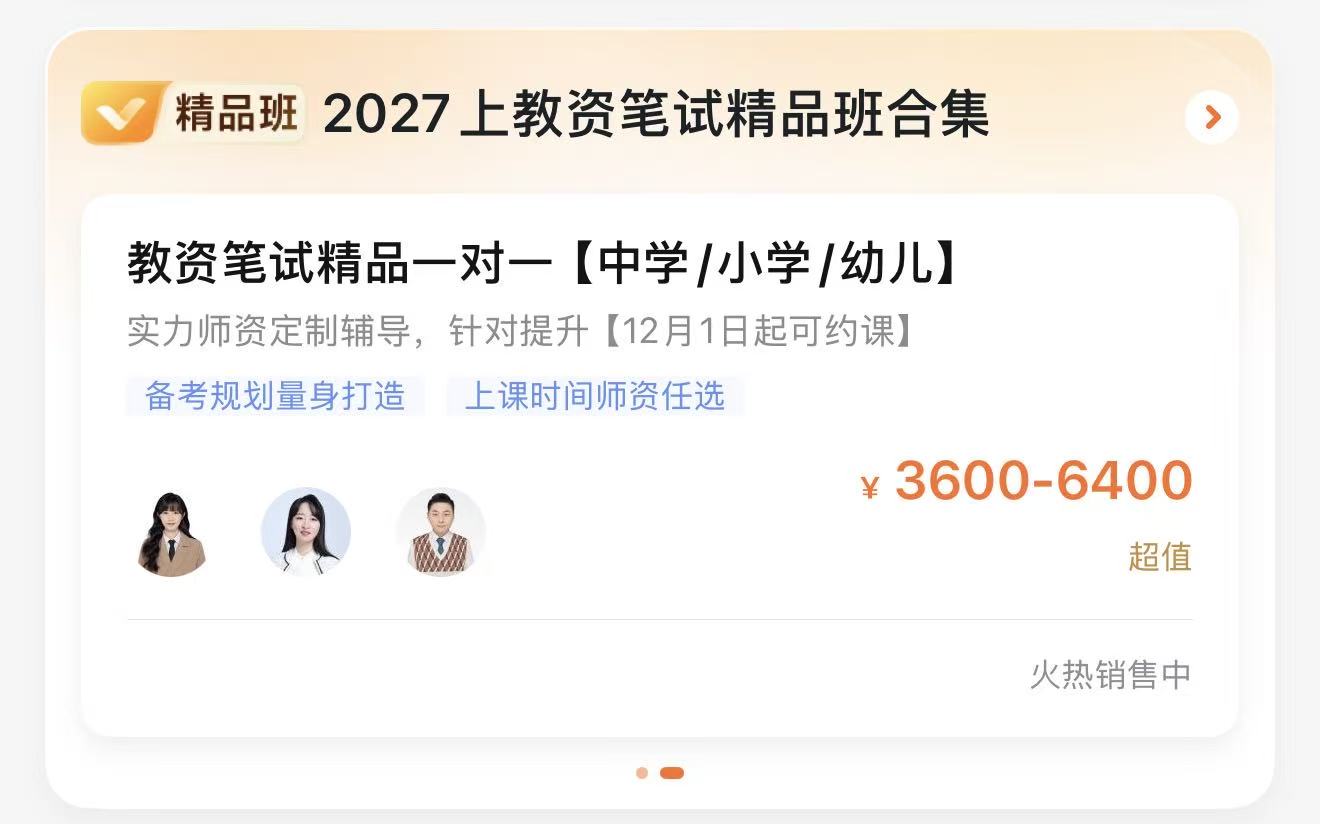 精品班 2027上教资笔试精品班合集
教资笔试精品一对一【中学/小学/幼儿】
实力师资定制辅导，针对提升【12月1日起可约课】
备考规划量身打造 上课时间师资任选
¥ 3600-6400
超值
火热销售中